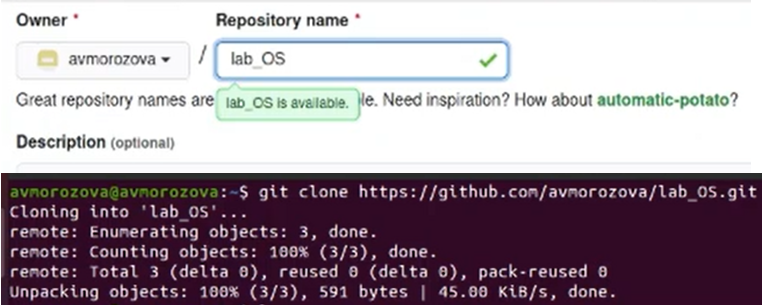 Owner * Repository name *
avmorozova / lab_OS
Great repository names are lab_OS is available. le. Need inspiration? How about automatic-potato?
Description (optional)
avmorozova@avmorozova:~$ git clone https://github.com/avmorozova/lab_OS.git
Cloning into 'lab_OS'...
remote: Enumerating objects: 3, done.
remote: Counting objects: 100% (3/3), done.
remote: Total 3 (delta 0), reused 0 (delta 0), pack-reused 0
Unpacking objects: 100% (3/3), 591 bytes | 45.00 KiB/s, done.